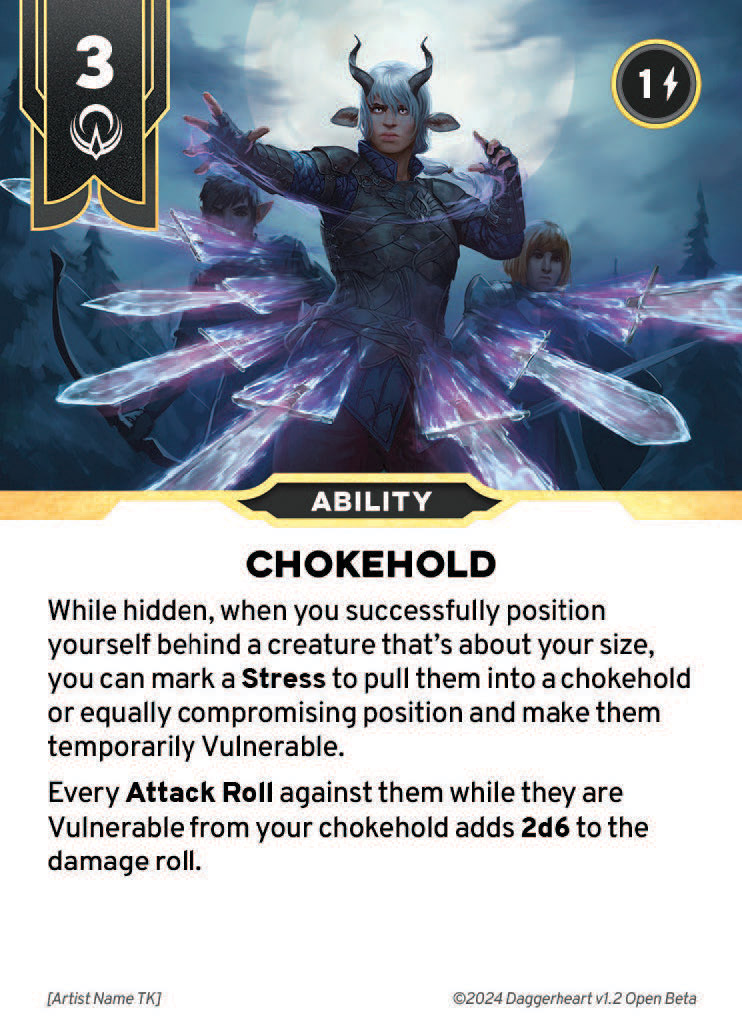 3
1
ABILITY
CHOKEHOLD
While hidden, when you successfully position
yourself behind a creature that’s about your size,
you can mark a Stress to pull them into a chokehold
or equally compromising position and make them
temporarily Vulnerable.
Every Attack Roll against them while they are
Vulnerable from your chokehold adds 2d6 to the
damage roll.
[Artist Name TK]
©2024 Daggerheart v1.2 Open Beta